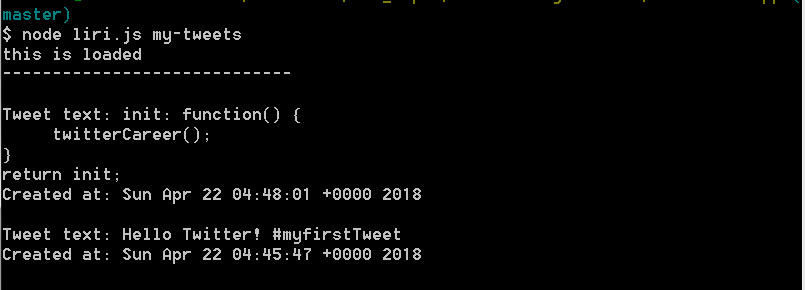 master)
$ node liri.js my-tweets
this is loaded
-----------------------------
Tweet text: init: function() {
     twitterCareer();
}
return init;
Created at: Sun Apr 22 04:48:01 +0000 2018
Tweet text: Hello Twitter! #myfirstTweet
Created at: Sun Apr 22 04:45:47 +0000 2018